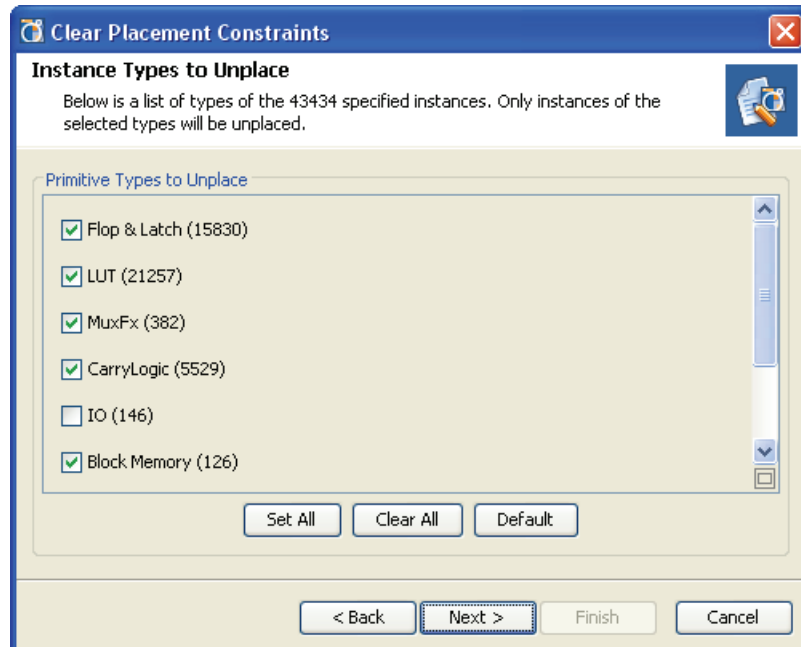 Clear Placement Constraints
Instance Types to Unplace
Below is a list of types of the 43434 specified instances. Only instances of the
selected types will be unplaced.
Primitive Types to Unplace
Flop & Latch (15830)
LUT (21257)
MuxFx (382)
CarryLogic (5529)
IO (146)
Block Memory (126)
Set All
Clear All
Default
< Back
Next >
Finish
Cancel